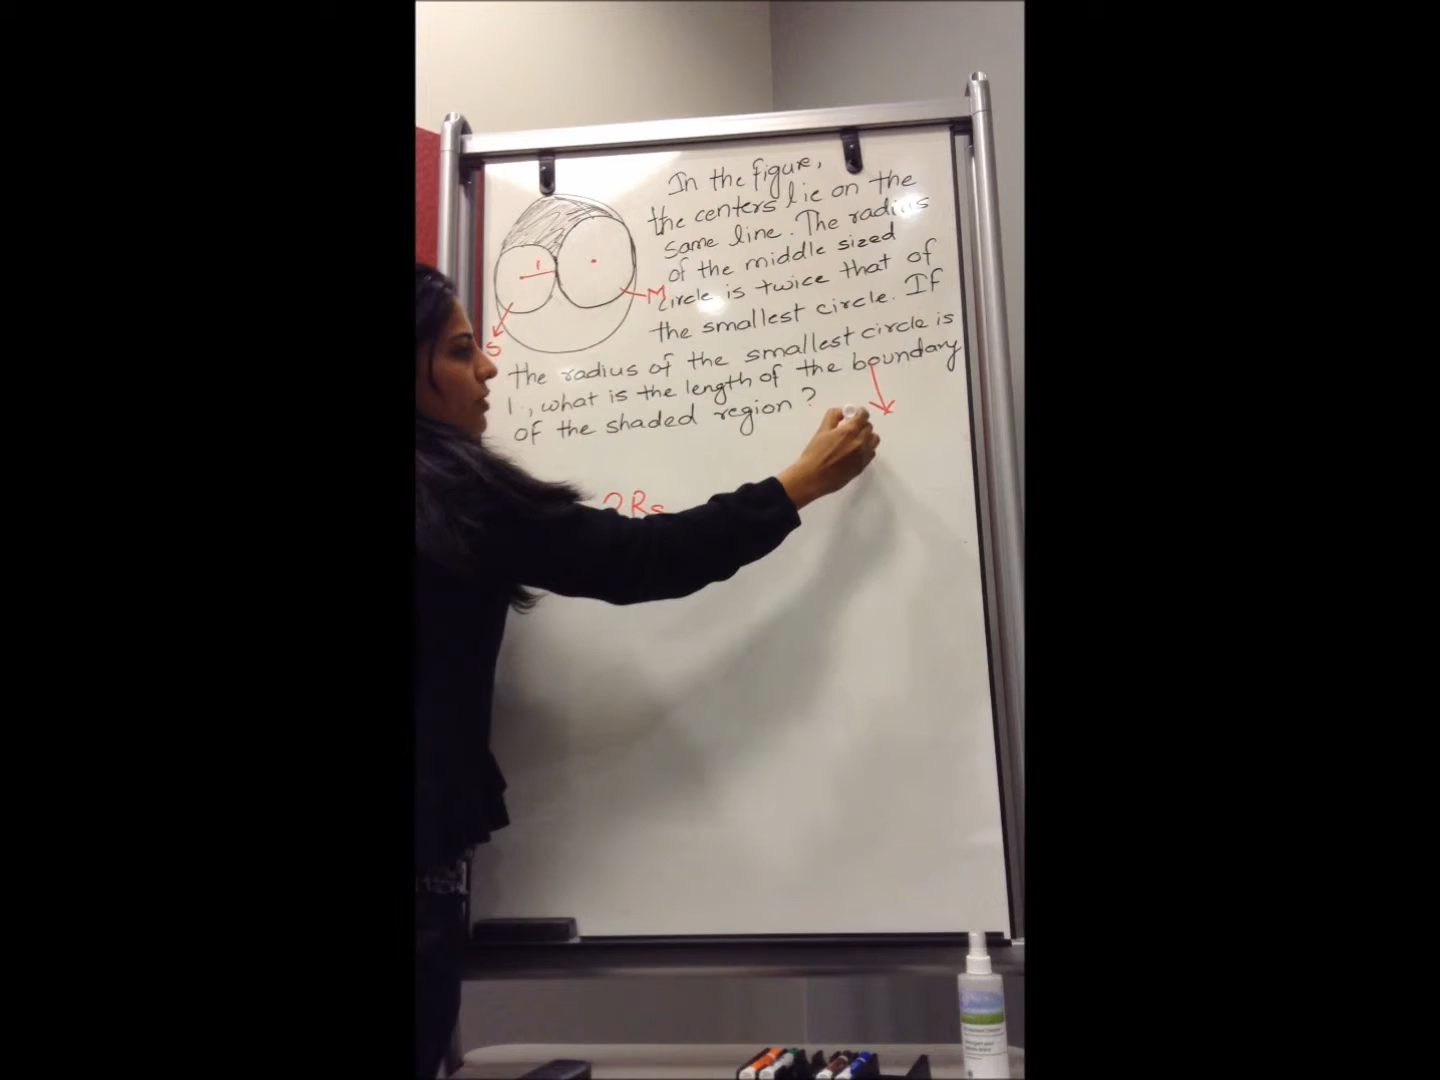 In the figure,
the centers lie on the
same line. The radius
of the middle sized
circle is twice that of
the smallest circle. If
the radius of the smallest circle is
1, what is the length of the boundary
of the shaded region?
1
M
S
2Rs